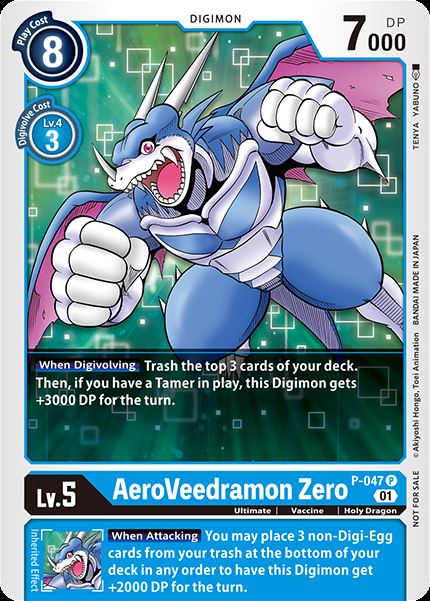 Play Cost
8
DIGIMON
7000
DP
Digivolve Cost
Lv.4
3
TENYA YABUNO
When Digivolving Trash the top 3 cards of your deck.
Then, if you have a Tamer in play, this Digimon gets
+3000 DP for the turn.
© Akiyoshi Hongo, Toei Animation BANDAI MADE IN JAPAN
NOT FOR SALE
Lv.5
AeroVeedramon Zero
P-047 P
01
Ultimate | Vaccine | Holy Dragon
Inherited Effect
When Attacking You may place 3 non-Digi-Egg
cards from your trash at the bottom of your
deck in any order to have this Digimon get
+2000 DP for the turn.